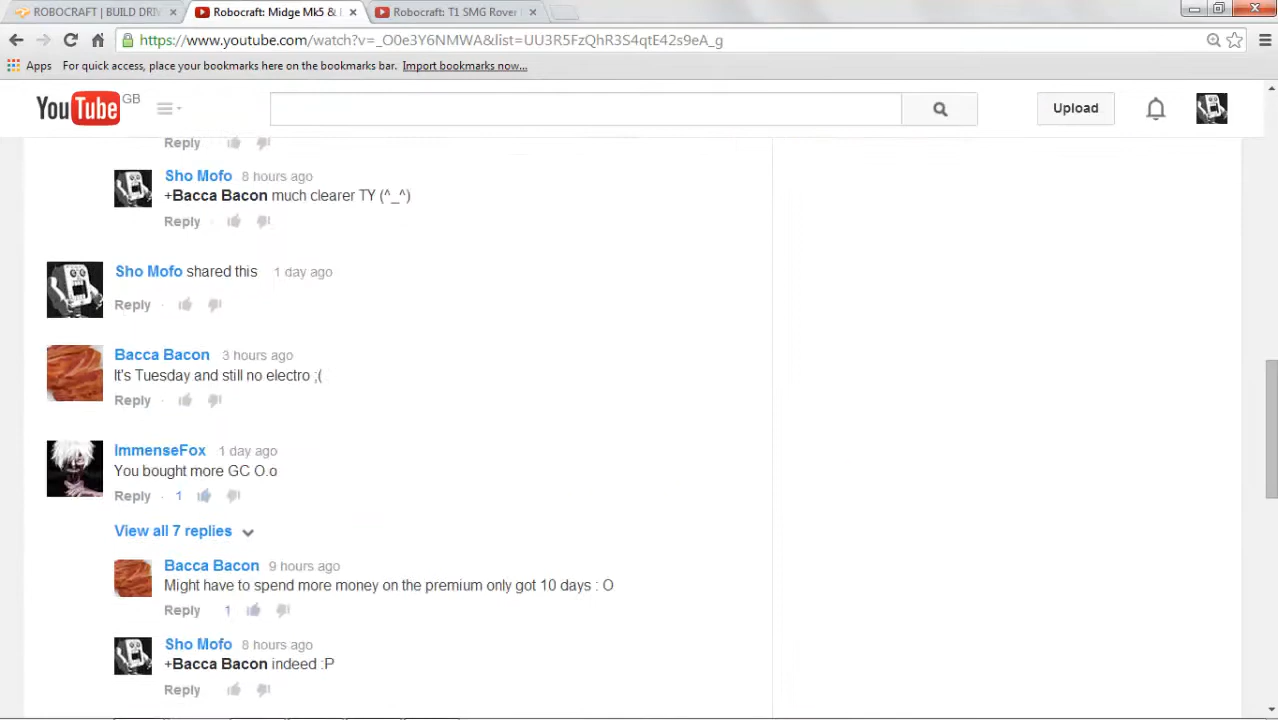 ROBOCRAFT | BUILD DRIV
Robocraft: Midge Mk5 &
Robocraft: T1 SMG Rover
https://www.youtube.com/watch?v=_O0e3Y6NMWA&list=UU3R5FzQhR3S4qtE42s9eA_g
Apps For quick access, place your bookmarks here on the bookmarks bar. Import bookmarks now...
YouTube GB
Upload
Reply
Sho Mofo 8 hours ago
+Bacca Bacon much clearer TY (^_^)
Reply
Sho Mofo shared this 1 day ago
Reply ·
Bacca Bacon 3 hours ago
It's Tuesday and still no electro ;(
Reply
ImmenseFox 1 day ago
You bought more GC O.o
Reply · 1
View all 7 replies
Bacca Bacon 9 hours ago
Might have to spend more money on the premium only got 10 days : O
Reply 1
Sho Mofo 8 hours ago
+Bacca Bacon indeed :P
Reply